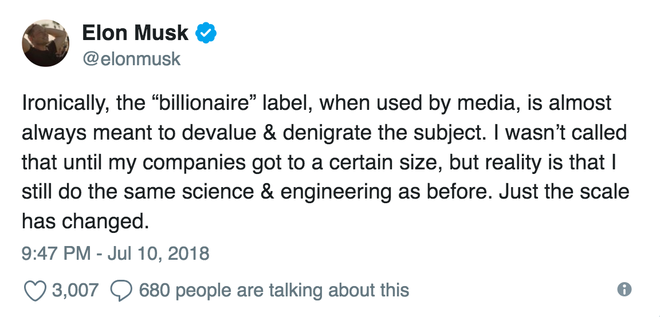 Elon Musk
@elonmusk
Ironically, the “billionaire” label, when used by media, is almost
always meant to devalue & denigrate the subject. I wasn’t called
that until my companies got to a certain size, but reality is that I
still do the same science & engineering as before. Just the scale
has changed.
9:47 PM - Jul 10, 2018
3,007 680 people are talking about this